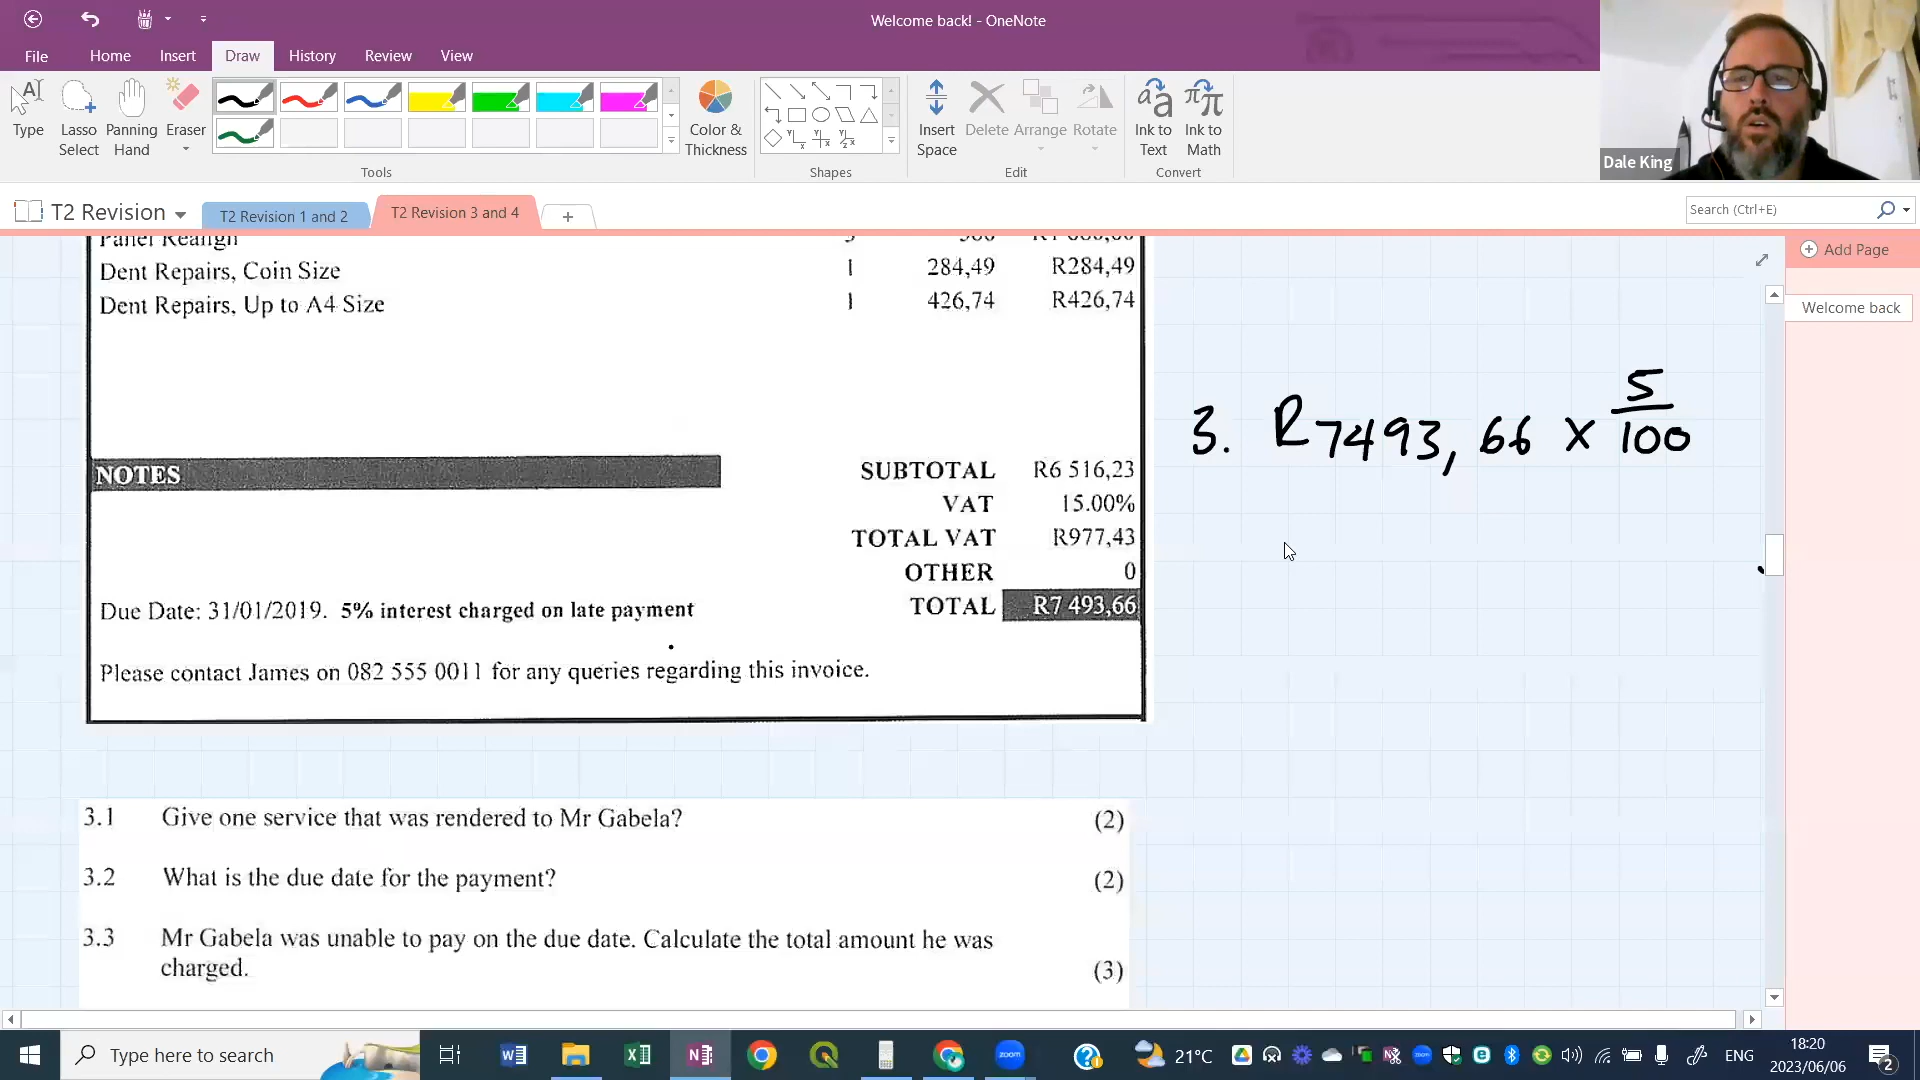 Welcome back! - OneNote
File Home Insert Draw History Review View
Type
Lasso Select
Panning Hand
Eraser
Color & Thickness
Insert Space
Delete
Arrange
Rotate
Ink to Text
Ink to Math
Tools
Shapes
Edit
Convert
Dale King
T2 Revision
T2 Revision 1 and 2
T2 Revision 3 and 4
Search (Ctrl+E)
Add Page
Welcome back
Panel Realign
Dent Repairs, Coin Size 1 284,49 R284,49
Dent Repairs, Up to A4 Size 1 426,74 R426,74
3. R7493,66 × 5/100
NOTES
SUBTOTAL R6 516,23
VAT 15.00%
TOTAL VAT R977,43
OTHER 0
Due Date: 31/01/2019. 5% interest charged on late payment
TOTAL R7 493,66
Please contact James on 082 555 0011 for any queries regarding this invoice.
3.1 Give one service that was rendered to Mr Gabela? (2)
3.2 What is the due date for the payment? (2)
3.3 Mr Gabela was unable to pay on the due date. Calculate the total amount he was
charged. (3)
Type here to search
zoom
21°C
ENG
18:20
2023/06/06
2